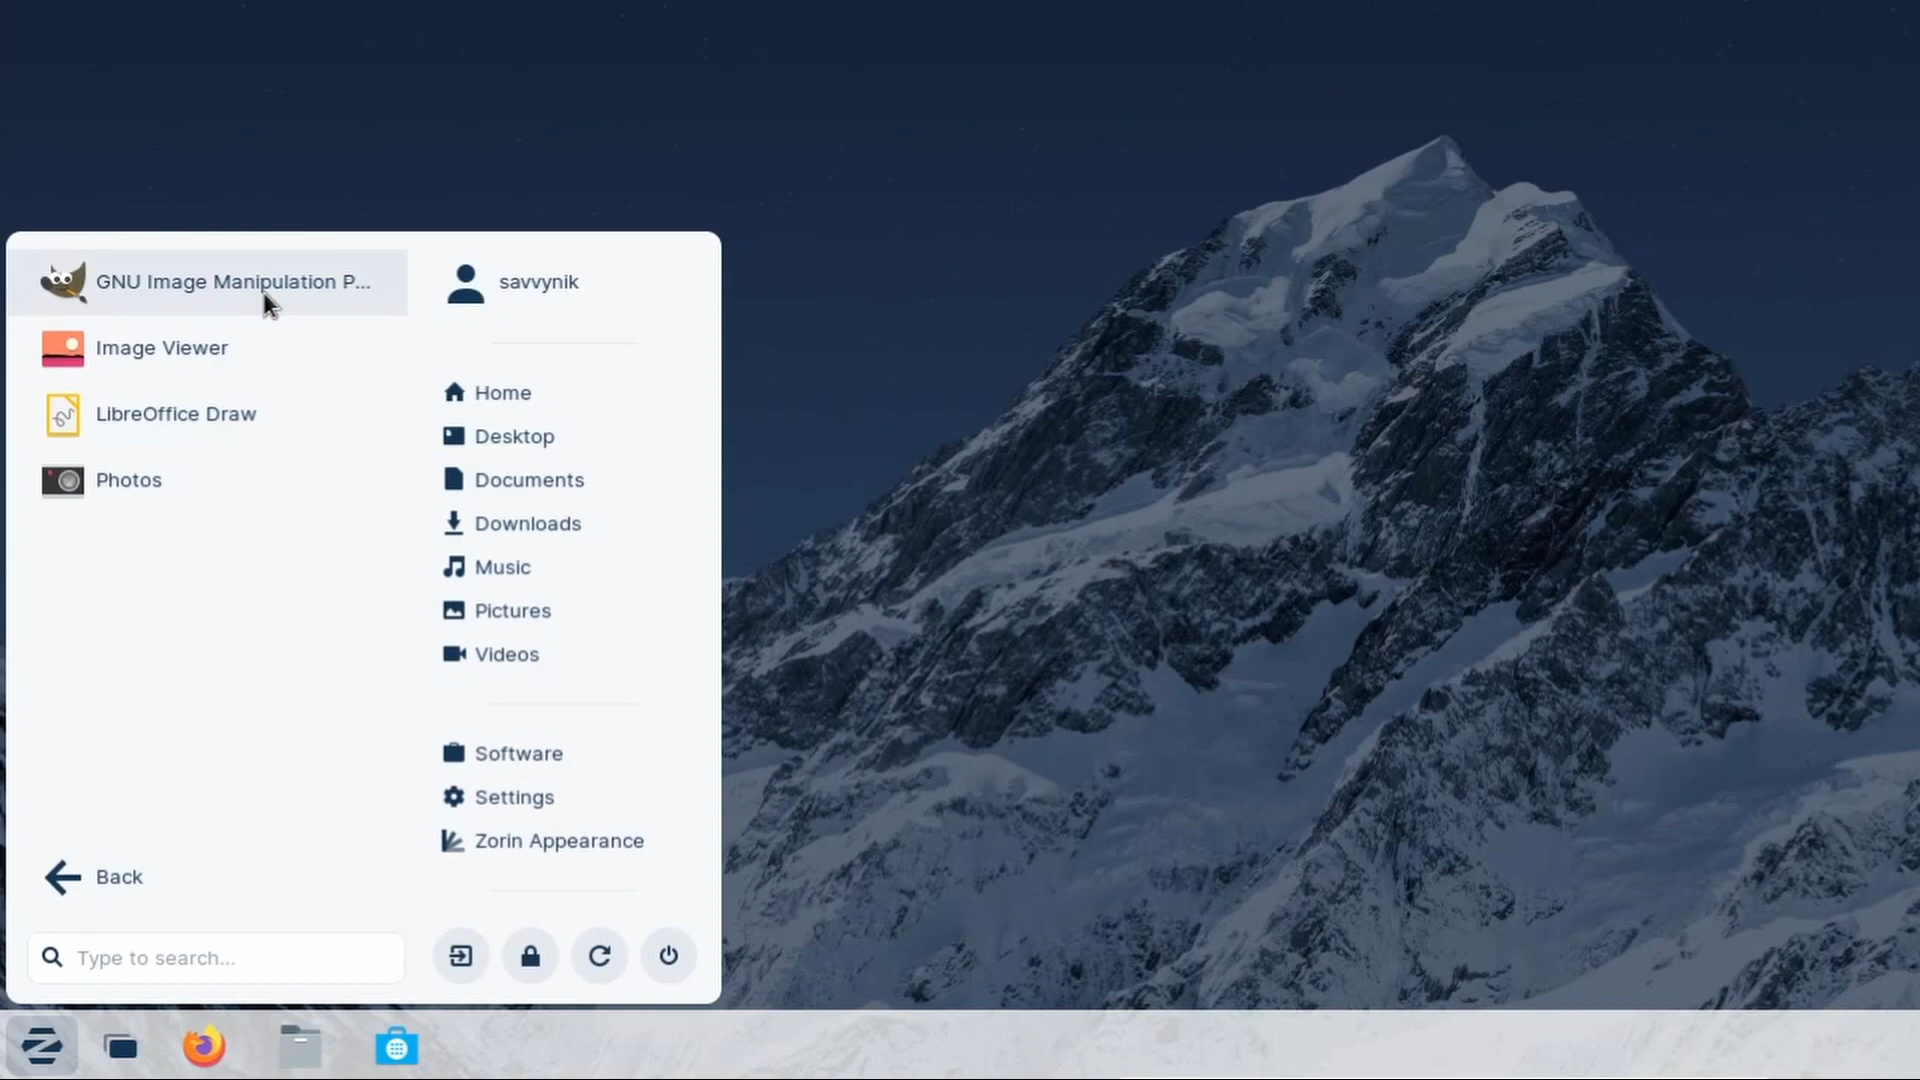 GNU Image Manipulation P...
Image Viewer
LibreOffice Draw
Photos
Back
Type to search...
savvynik
Home
Desktop
Documents
Downloads
Music
Pictures
Videos
Software
Settings
Zorin Appearance